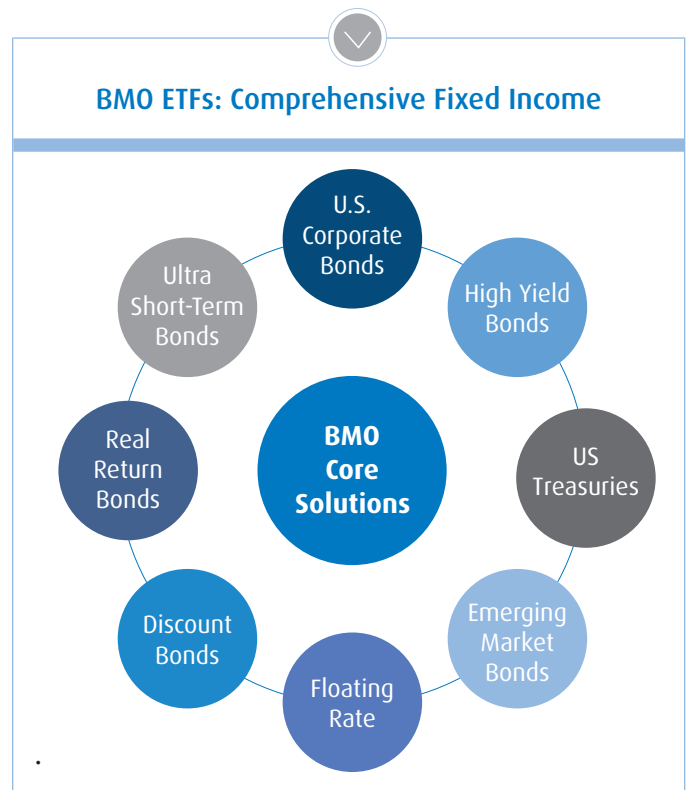 BMO ETFs: Comprehensive Fixed Income
U.S.
Corporate
Bonds
High Yield
Bonds
US
Treasuries
Emerging
Market
Bonds
Floating
Rate
Discount
Bonds
Real
Return
Bonds
Ultra
Short-Term
Bonds
BMO
Core
Solutions
.